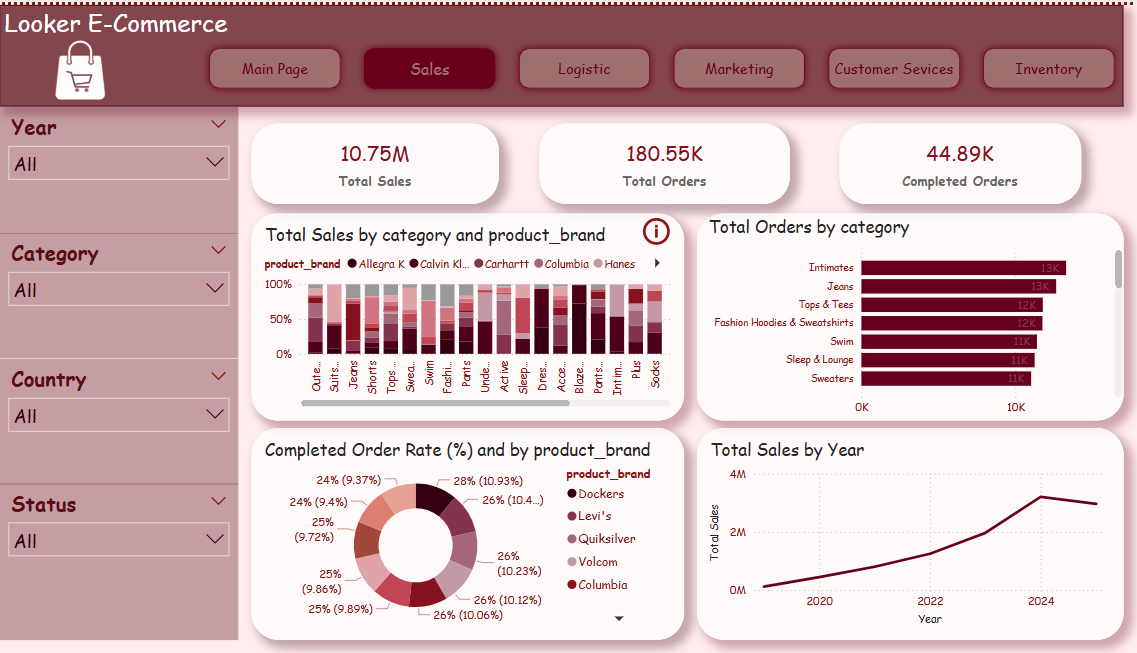 Looker E-Commerce
Main Page
Sales
Logistic
Marketing
Customer Sevices
Inventory
Year
All
Category
All
Country
All
Status
All
10.75M
Total Sales
180.55K
Total Orders
44.89K
Completed Orders
Total Sales by category and product_brand
product_brand Allegra K Calvin Kl... Carhartt Columbia Hanes
100%
50%
0%
Oute...
Suits...
Jeans
Shorts
Tops ...
Swea...
Swim
Fashi...
Pants
Unde...
Active
Sleep...
Dres...
Acce...
Blaze...
Pants...
Intim...
Plus
Socks
Total Orders by category
Intimates 13K
Jeans 13K
Tops & Tees 12K
Fashion Hoodies & Sweatshirts 12K
Swim 11K
Sleep & Lounge 11K
Sweaters 11K
0K 10K
Completed Order Rate (%) and by product_brand
24% (9.37%)
28% (10.93%)
24% (9.4%)
26% (10.4...)
25%
(9.72%)
26%
(10.23%)
25%
(9.86%)
26% (10.12%)
25% (9.89%)
26% (10.06%)
product_brand
Dockers
Levi's
Quiksilver
Volcom
Columbia
Total Sales by Year
4M
2M
0M
Total Sales
2020 2022 2024
Year